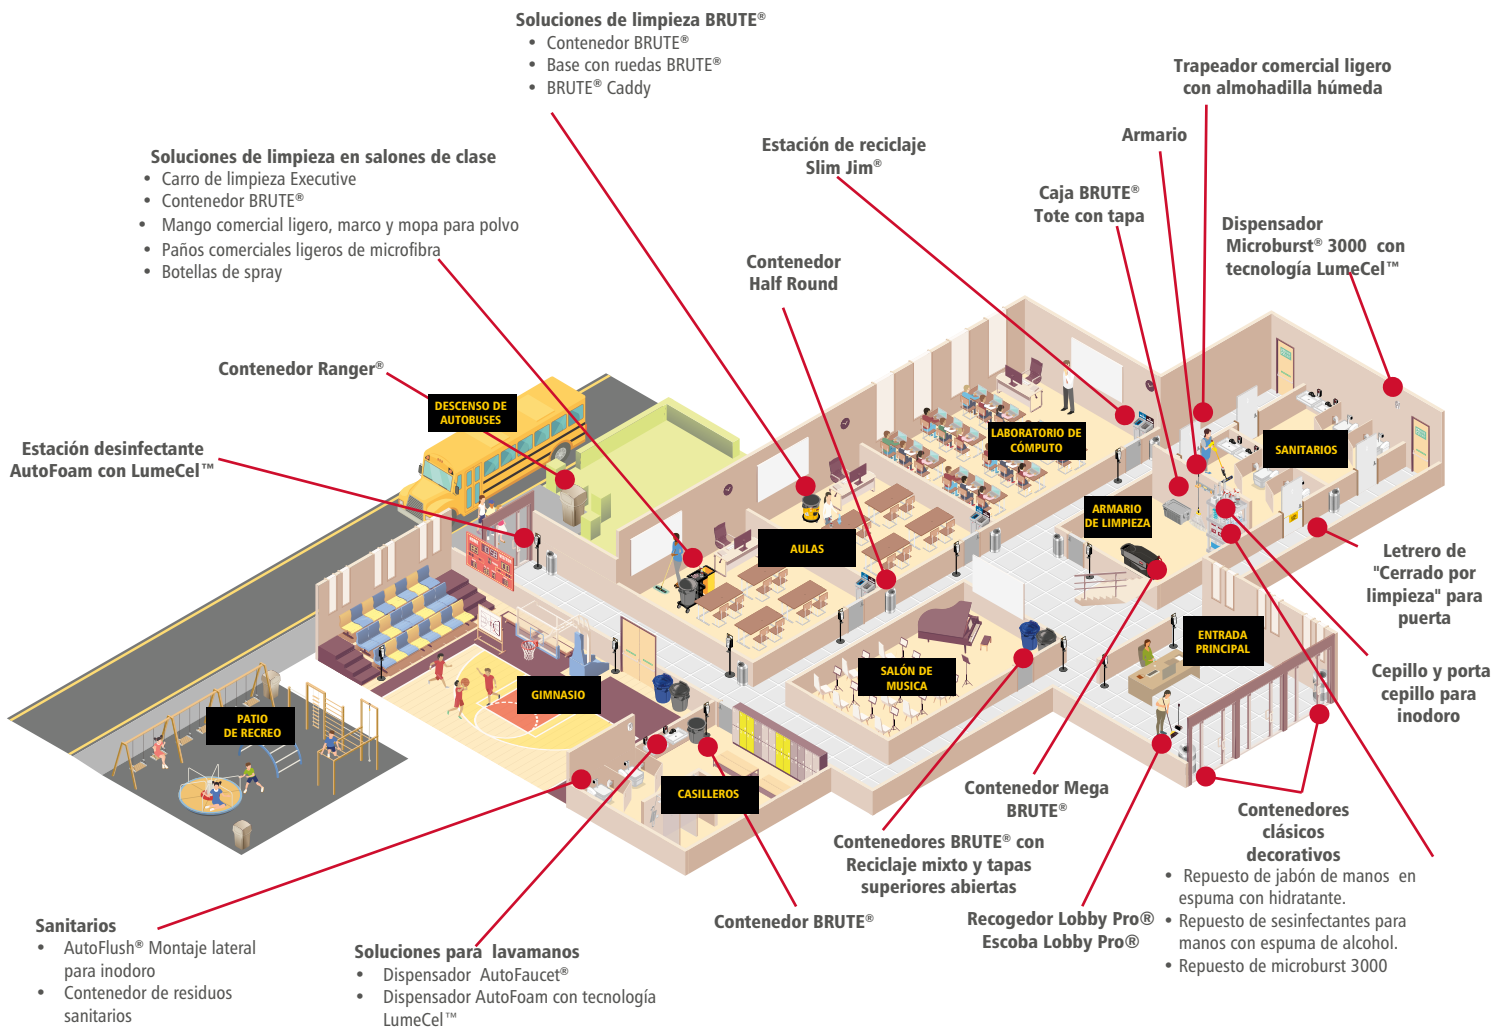 Soluciones de limpieza BRUTE®
• Contenedor BRUTE®
• Base con ruedas BRUTE®
• BRUTE® Caddy
Trapeador comercial ligero
con almohadilla húmeda
Armario
Estación de reciclaje
Slim Jim®
Soluciones de limpieza en salones de clase
• Carro de limpieza Executive
• Contenedor BRUTE®
• Mango comercial ligero, marco y mopa para polvo
• Paños comerciales ligeros de microfibra
• Botellas de spray
Caja BRUTE®
Tote con tapa
Dispensador
Microburst® 3000 con
tecnología LumeCel™
Contenedor
Half Round
Contenedor Ranger®
DESCENSO DE
AUTOBUSES
Estación desinfectante
AutoFoam con LumeCel™
LABORATORIO DE
CÓMPUTO
SANITARIOS
ARMARIO
DE LIMPIEZA
AULAS
Letrero de
"Cerrado por
limpieza" para
puerta
ENTRADA
PRINCIPAL
SALÓN DE
MUSICA
GIMNASIO
PATIO
DE RECREO
CASILLEROS
Cepillo y porta
cepillo para
inodoro
Contenedor Mega
BRUTE®
Contenedores BRUTE® con
Reciclaje mixto y tapas
superiores abiertas
Contenedores
clásicos
decorativos
• Repuesto de jabón de manos en
espuma con hidratante.
• Repuesto de sesinfectantes para
manos con espuma de alcohol.
• Repuesto de microburst 3000
Contenedor BRUTE®
Recogedor Lobby Pro®
Escoba Lobby Pro®
Sanitarios
• AutoFlush® Montaje lateral
para inodoro
• Contenedor de residuos
sanitarios
Soluciones para lavamanos
• Dispensador AutoFaucet®
• Dispensador AutoFoam con tecnología
LumeCel™